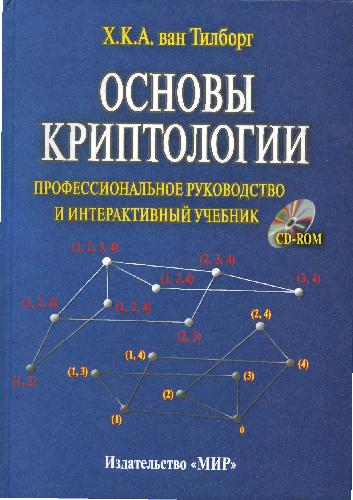 Х.К.А. ван Тилборг
ОСНОВЫ
КРИПТОЛОГИИ
ПРОФЕССИОНАЛЬНОЕ РУКОВОДСТВО
И ИНТЕРАКТИВНЫЙ УЧЕБНИК
CD-ROM
(1, 2, 3, 4)
(2, 3, 4)
(1, 3, 4)
(3, 4)
(1, 2, 3)
(1, 2, 4)
(2, 3)
(2, 4)
(1, 2)
(1, 3)
(1, 4)
(3)
(4)
(2)
(1)
Издательство «МИР»